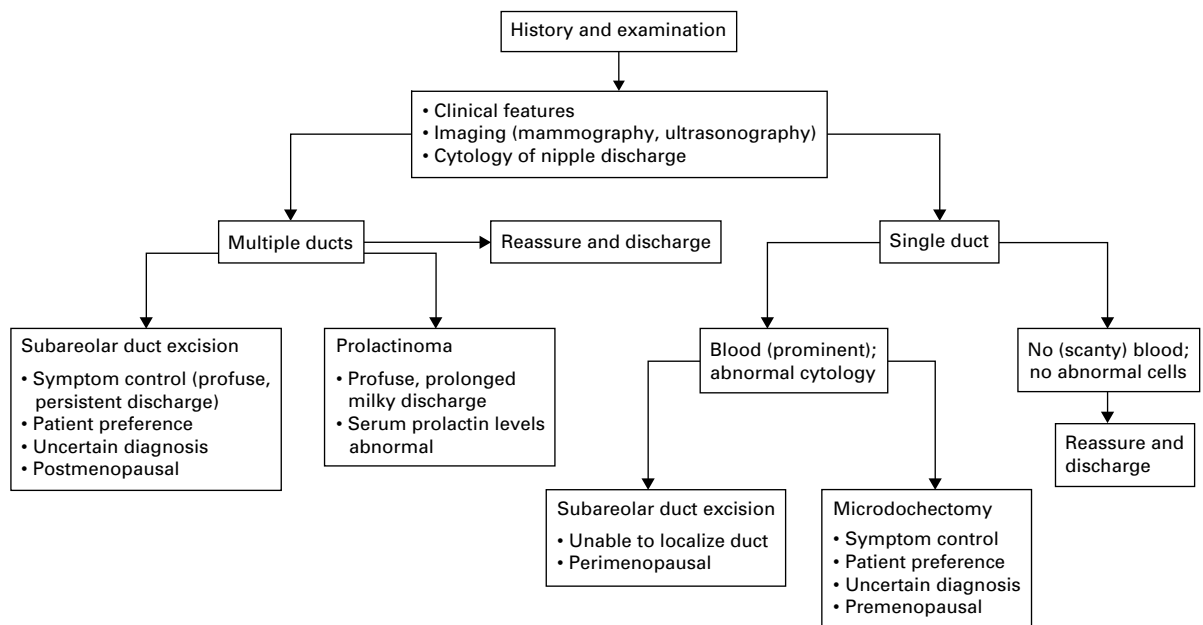 History and examination
• Clinical features
• Imaging (mammography, ultrasonography)
• Cytology of nipple discharge
Multiple ducts
Reassure and discharge
Single duct
Subareolar duct excision
• Symptom control (profuse,
persistent discharge)
• Patient preference
• Uncertain diagnosis
• Postmenopausal
Prolactinoma
• Profuse, prolonged
milky discharge
• Serum prolactin levels
abnormal
Blood (prominent);
abnormal cytology
No (scanty) blood;
no abnormal cells
Reassure and
discharge
Subareolar duct excision
• Unable to localize duct
• Perimenopausal
Microdochectomy
• Symptom control
• Patient preference
• Uncertain diagnosis
• Premenopausal